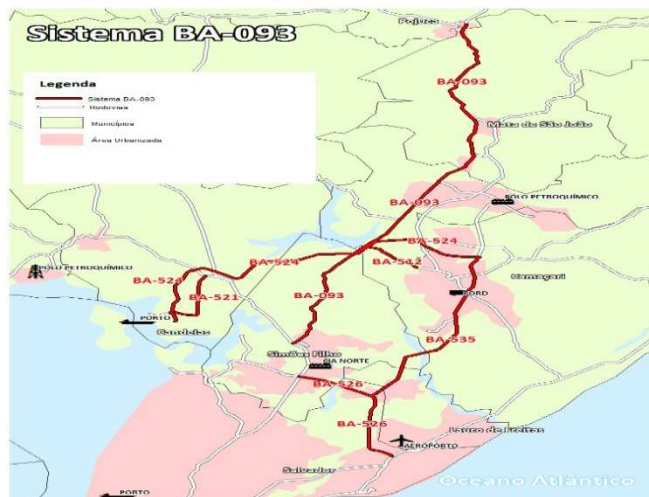 Sistema BA-093
Pojuca
Legenda
Sistema BA-093
Rodovias
Municípios
Área Urbanizada
BA-093
Mata de São João
POLO PETROQUÍMICO
BA-093
BA-524
BA-524
BA-512
POLO PETROQUÍMICO
BA-524
BA-521
Camaçari
FORD
BA-093
PORTO
Candeias
BA-535
Simões Filho
CIA NORTE
BA-526
BA-526
Lauro de Freitas
AEROPORTO
Salvador
Oceano Atlântico
PORTO